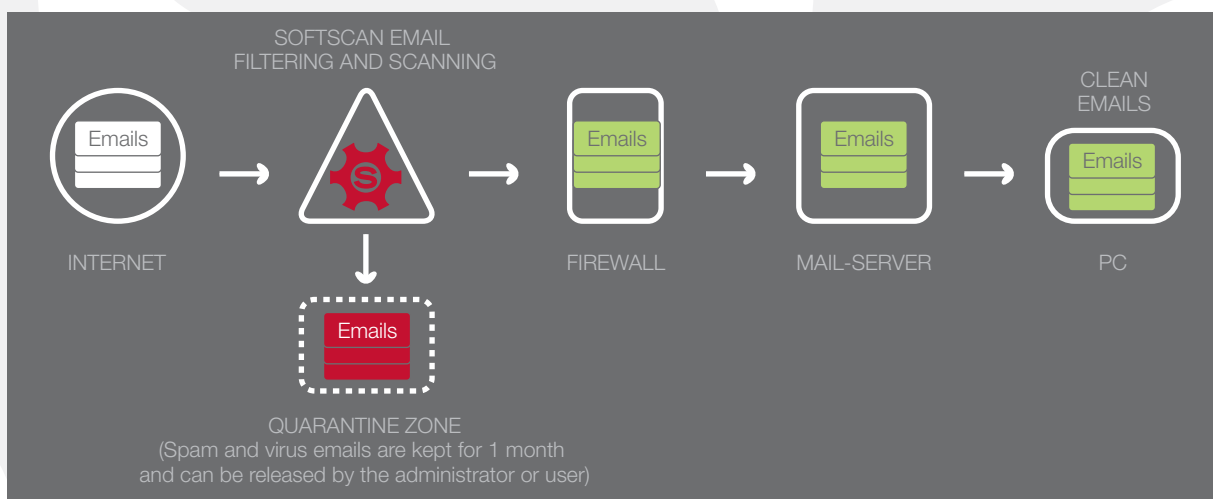 SOFTSCAN EMAIL
FILTERING AND SCANNING
CLEAN
EMAILS
Emails
S
Emails
Emails
Emails
INTERNET
FIREWALL
MAIL-SERVER
PC
Emails
QUARANTINE ZONE
(Spam and virus emails are kept for 1 month
and can be released by the administrator or user)